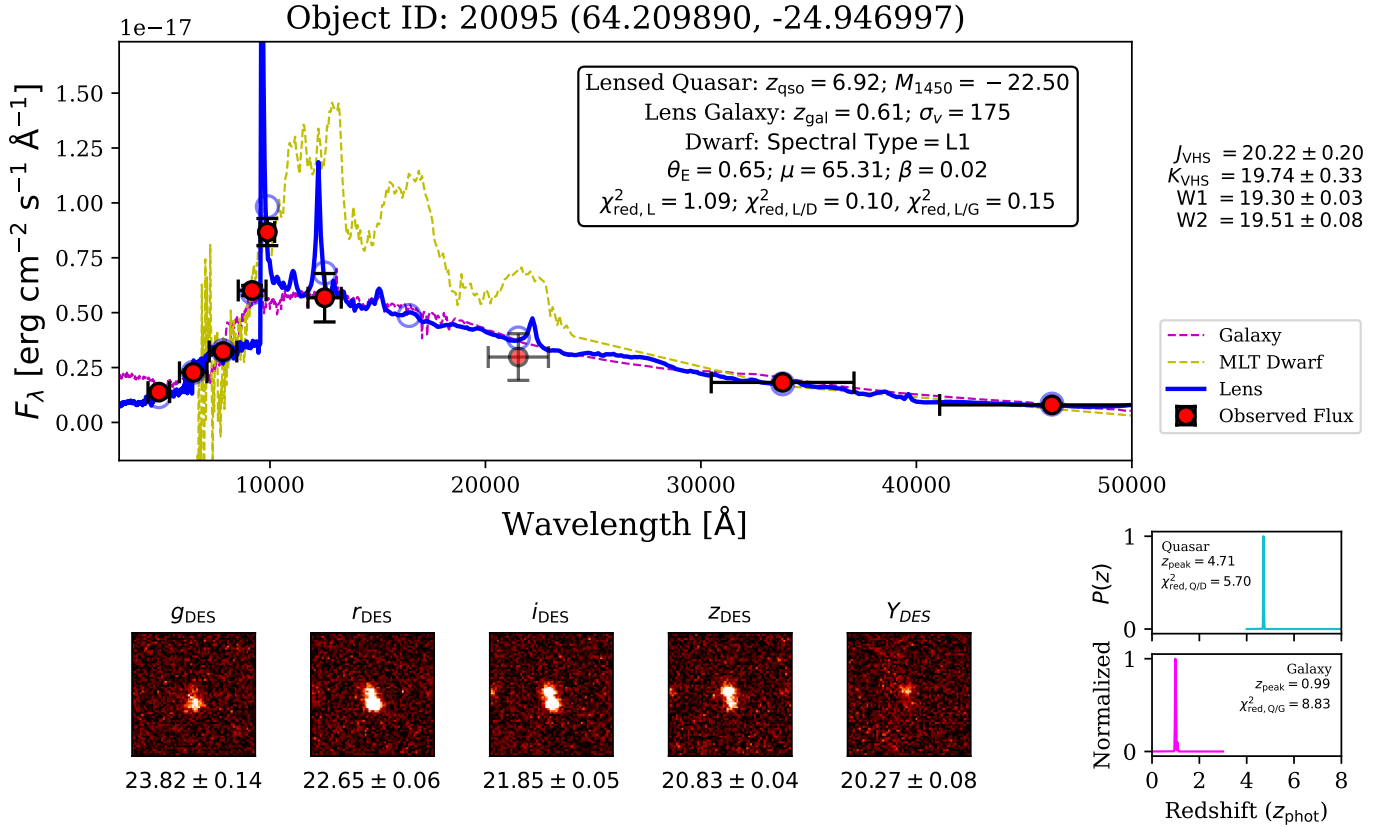 Object ID: 20095 (64.209890, -24.946997)
1e−17
F_λ [erg cm⁻² s⁻¹ Å⁻¹]
1.50
1.25
1.00
0.75
0.50
0.25
0.00
Lensed Quasar: z_qso = 6.92; M_1450 = −22.50
Lens Galaxy: z_gal = 0.61; σ_v = 175
Dwarf: Spectral Type = L1
θ_E = 0.65; μ = 65.31; β = 0.02
χ²_red, L = 1.09; χ²_red, L/D = 0.10, χ²_red, L/G = 0.15
10000 20000 30000 40000 50000
Wavelength [Å]
J_VHS = 20.22 ± 0.20
K_VHS = 19.74 ± 0.33
W1 = 19.30 ± 0.03
W2 = 19.51 ± 0.08
Galaxy
MLT Dwarf
Lens
Observed Flux
g_DES r_DES i_DES z_DES Y_DES
23.82 ± 0.14 22.65 ± 0.06 21.85 ± 0.05 20.83 ± 0.04 20.27 ± 0.08
P(z)
1
0
Quasar
z_peak = 4.71
χ²_red, Q/D = 5.70
Normalized
1
0
Galaxy
z_peak = 0.99
χ²_red, Q/G = 8.83
0 2 4 6 8
Redshift (z_phot)